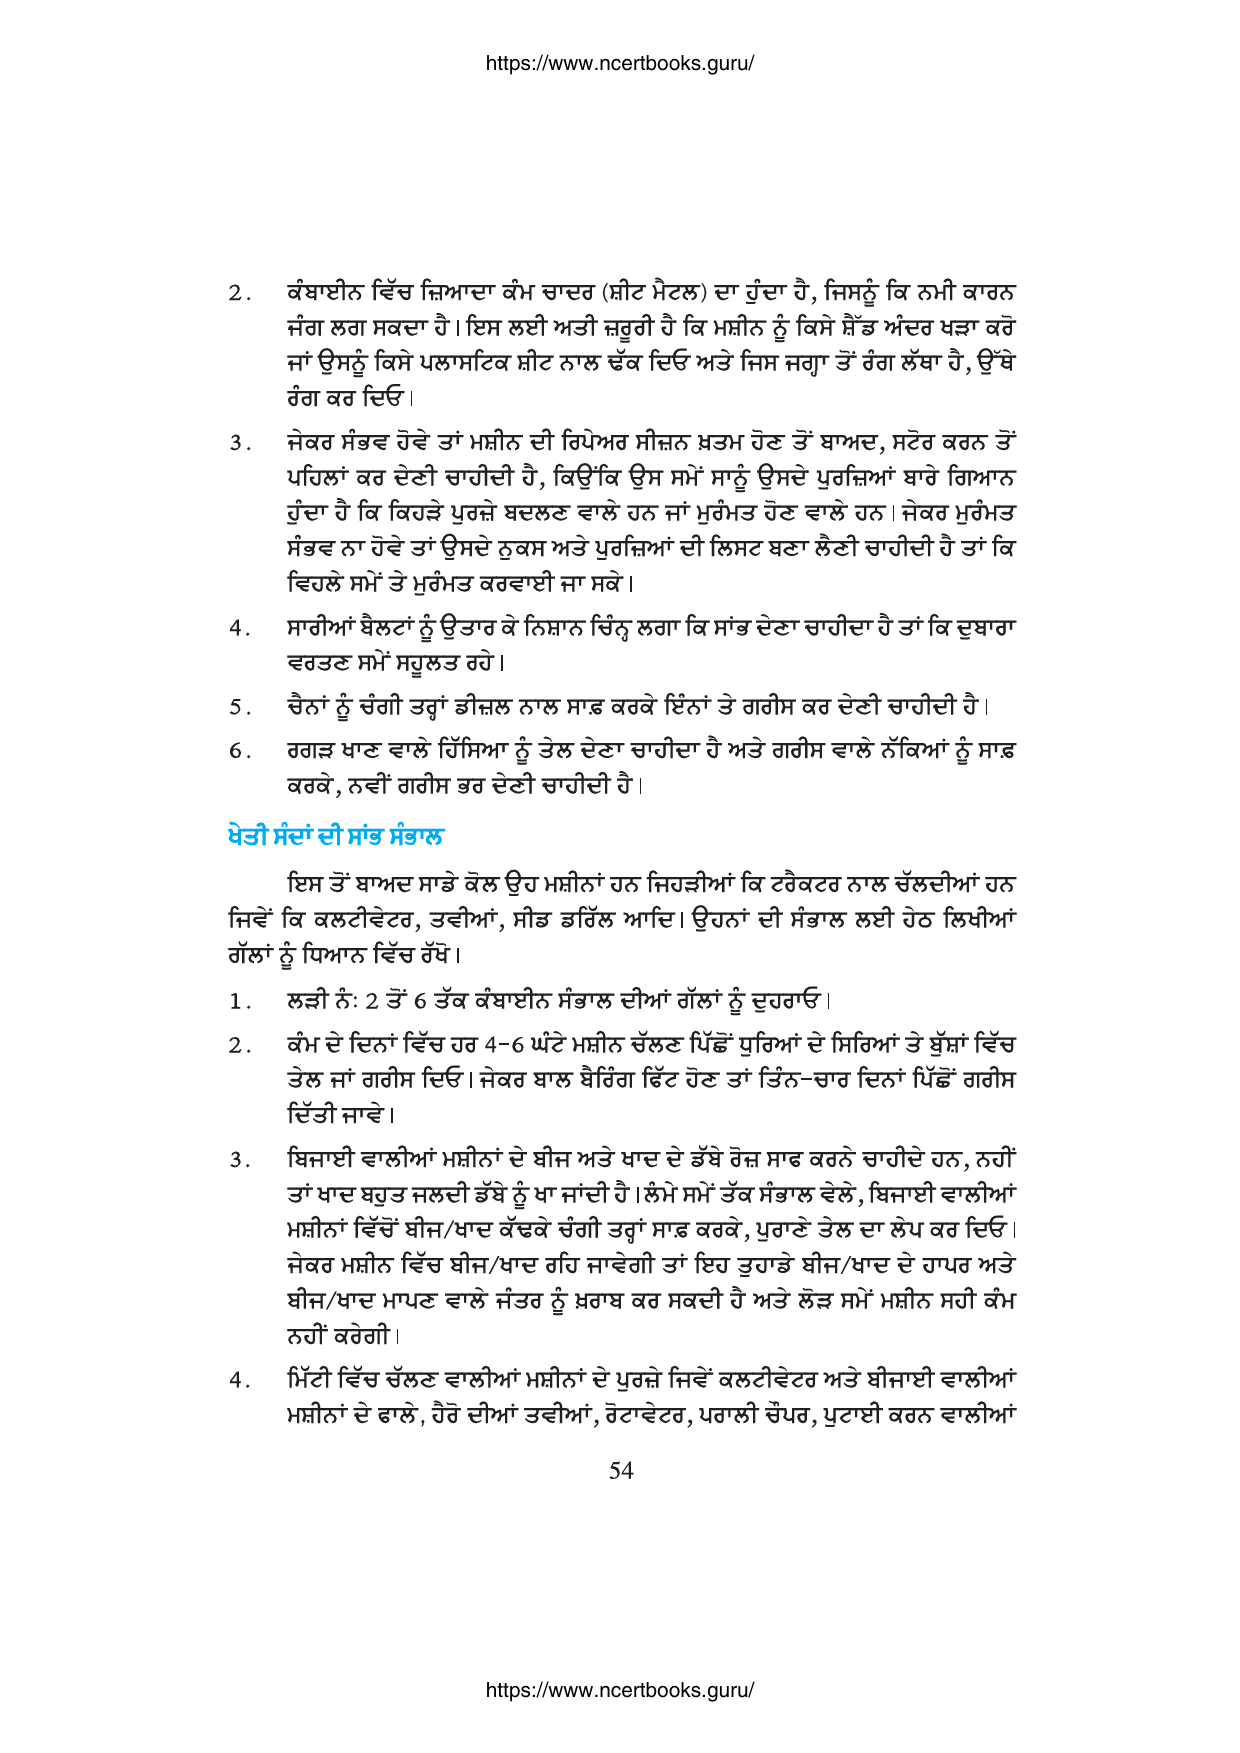 https://www.ncertbooks.guru/
2. ਕੰਬਾਈਨ ਵਿੱਚ ਜ਼ਿਆਦਾ ਕੰਮ ਚਾਦਰ (ਸ਼ੀਟ ਮੈਟਲ) ਦਾ ਹੁੰਦਾ ਹੈ, ਜਿਸਨੂੰ ਕਿ ਨਮੀ ਕਾਰਨ
ਜੰਗ ਲਗ ਸਕਦਾ ਹੈ। ਇਸ ਲਈ ਅਤੀ ਜ਼ਰੂਰੀ ਹੈ ਕਿ ਮਸ਼ੀਨ ਨੂੰ ਕਿਸੇ ਸ਼ੈੱਡ ਅੰਦਰ ਖੜਾ ਕਰੋ
ਜਾਂ ਉਸਨੂੰ ਕਿਸੇ ਪਲਾਸਟਿਕ ਸ਼ੀਟ ਨਾਲ ਢੱਕ ਦਿਓ ਅਤੇ ਜਿਸ ਜਗ੍ਹਾ ਤੋਂ ਰੰਗ ਲੱਥਾ ਹੈ, ਉੱਥੇ
ਰੰਗ ਕਰ ਦਿਓ।
3. ਜੇਕਰ ਸੰਭਵ ਹੋਵੇ ਤਾਂ ਮਸ਼ੀਨ ਦੀ ਰਿਪੇਅਰ ਸੀਜ਼ਨ ਖ਼ਤਮ ਹੋਣ ਤੋਂ ਬਾਅਦ, ਸਟੋਰ ਕਰਨ ਤੋਂ
ਪਹਿਲਾਂ ਕਰ ਦੇਣੀ ਚਾਹੀਦੀ ਹੈ, ਕਿਉਂਕਿ ਉਸ ਸਮੇਂ ਸਾਨੂੰ ਉਸਦੇ ਪੁਰਜ਼ਿਆਂ ਬਾਰੇ ਗਿਆਨ
ਹੁੰਦਾ ਹੈ ਕਿ ਕਿਹੜੇ ਪੁਰਜ਼ੇ ਬਦਲਣ ਵਾਲੇ ਹਨ ਜਾਂ ਮੁਰੰਮਤ ਹੋਣ ਵਾਲੇ ਹਨ। ਜੇਕਰ ਮੁਰੰਮਤ
ਸੰਭਵ ਨਾ ਹੋਵੇ ਤਾਂ ਉਸਦੇ ਨੁਕਸ ਅਤੇ ਪੁਰਜ਼ਿਆਂ ਦੀ ਲਿਸਟ ਬਣਾ ਲੈਣੀ ਚਾਹੀਦੀ ਹੈ ਤਾਂ ਕਿ
ਵਿਹਲੇ ਸਮੇਂ ਤੇ ਮੁਰੰਮਤ ਕਰਵਾਈ ਜਾ ਸਕੇ।
4. ਸਾਰੀਆਂ ਬੈਲਟਾਂ ਨੂੰ ਉਤਾਰ ਕੇ ਨਿਸ਼ਾਨ ਚਿੰਨ੍ਹ ਲਗਾ ਕਿ ਸਾਂਭ ਦੇਣਾ ਚਾਹੀਦਾ ਹੈ ਤਾਂ ਕਿ ਦੁਬਾਰਾ
ਵਰਤਣ ਸਮੇਂ ਸਹੂਲਤ ਰਹੇ।
5. ਚੈਨਾਂ ਨੂੰ ਚੰਗੀ ਤਰ੍ਹਾਂ ਡੀਜ਼ਲ ਨਾਲ ਸਾਫ਼ ਕਰਕੇ ਇੰਨਾਂ ਤੇ ਗਰੀਸ ਕਰ ਦੇਣੀ ਚਾਹੀਦੀ ਹੈ।
6. ਰਗੜ ਖਾਣ ਵਾਲੇ ਹਿੱਸਿਆ ਨੂੰ ਤੇਲ ਦੇਣਾ ਚਾਹੀਦਾ ਹੈ ਅਤੇ ਗਰੀਸ ਵਾਲੇ ਨੱਕਿਆਂ ਨੂੰ ਸਾਫ਼
ਕਰਕੇ, ਨਵੀਂ ਗਰੀਸ ਭਰ ਦੇਣੀ ਚਾਹੀਦੀ ਹੈ।
ਖੇਤੀ ਸੰਦਾਂ ਦੀ ਸਾਂਭ ਸੰਭਾਲ
ਇਸ ਤੋਂ ਬਾਅਦ ਸਾਡੇ ਕੋਲ ਉਹ ਮਸ਼ੀਨਾਂ ਹਨ ਜਿਹੜੀਆਂ ਕਿ ਟਰੈਕਟਰ ਨਾਲ ਚੱਲਦੀਆਂ ਹਨ
ਜਿਵੇਂ ਕਿ ਕਲਟੀਵੇਟਰ, ਤਵੀਆਂ, ਸੀਡ ਡਰਿੱਲ ਆਦਿ। ਉਹਨਾਂ ਦੀ ਸੰਭਾਲ ਲਈ ਹੇਠ ਲਿਖੀਆਂ
ਗੱਲਾਂ ਨੂੰ ਧਿਆਨ ਵਿੱਚ ਰੱਖੋ।
1. ਲੜੀ ਨੰ: 2 ਤੋਂ 6 ਤੱਕ ਕੰਬਾਈਨ ਸੰਭਾਲ ਦੀਆਂ ਗੱਲਾਂ ਨੂੰ ਦੁਹਰਾਓ।
2. ਕੰਮ ਦੇ ਦਿਨਾਂ ਵਿੱਚ ਹਰ 4-6 ਘੰਟੇ ਮਸ਼ੀਨ ਚੱਲਣ ਪਿੱਛੋਂ ਧੁਰਿਆਂ ਦੇ ਸਿਰਿਆਂ ਤੇ ਬੁੱਸ਼ਾਂ ਵਿੱਚ
ਤੇਲ ਜਾਂ ਗਰੀਸ ਦਿਓ। ਜੇਕਰ ਬਾਲ ਬੈਰਿੰਗ ਫਿੱਟ ਹੋਣ ਤਾਂ ਤਿੰਨ-ਚਾਰ ਦਿਨਾਂ ਪਿੱਛੋਂ ਗਰੀਸ
ਦਿੱਤੀ ਜਾਵੇ।
3. ਬਿਜਾਈ ਵਾਲੀਆਂ ਮਸ਼ੀਨਾਂ ਦੇ ਬੀਜ ਅਤੇ ਖਾਦ ਦੇ ਡੱਬੇ ਰੋਜ਼ ਸਾਫ ਕਰਨੇ ਚਾਹੀਦੇ ਹਨ, ਨਹੀਂ
ਤਾਂ ਖਾਦ ਬਹੁਤ ਜਲਦੀ ਡੱਬੇ ਨੂੰ ਖਾ ਜਾਂਦੀ ਹੈ। ਲੰਮੇ ਸਮੇਂ ਤੱਕ ਸੰਭਾਲ ਵੇਲੇ, ਬਿਜਾਈ ਵਾਲੀਆਂ
ਮਸ਼ੀਨਾਂ ਵਿੱਚੋਂ ਬੀਜ/ਖਾਦ ਕੱਢਕੇ ਚੰਗੀ ਤਰ੍ਹਾਂ ਸਾਫ਼ ਕਰਕੇ, ਪੁਰਾਣੇ ਤੇਲ ਦਾ ਲੇਪ ਕਰ ਦਿਓ।
ਜੇਕਰ ਮਸ਼ੀਨ ਵਿੱਚ ਬੀਜ/ਖਾਦ ਰਹਿ ਜਾਵੇਗੀ ਤਾਂ ਇਹ ਤੁਹਾਡੇ ਬੀਜ/ਖਾਦ ਦੇ ਹਾਪਰ ਅਤੇ
ਬੀਜ/ਖਾਦ ਮਾਪਣ ਵਾਲੇ ਜੰਤਰ ਨੂੰ ਖ਼ਰਾਬ ਕਰ ਸਕਦੀ ਹੈ ਅਤੇ ਲੋੜ ਸਮੇਂ ਮਸ਼ੀਨ ਸਹੀ ਕੰਮ
ਨਹੀਂ ਕਰੇਗੀ।
4. ਮਿੱਟੀ ਵਿੱਚ ਚੱਲਣ ਵਾਲੀਆਂ ਮਸ਼ੀਨਾਂ ਦੇ ਪੁਰਜ਼ੇ ਜਿਵੇਂ ਕਲਟੀਵੇਟਰ ਅਤੇ ਬੀਜਾਈ ਵਾਲੀਆਂ
ਮਸ਼ੀਨਾਂ ਦੇ ਫਾਲੇ, ਹੈਰੋ ਦੀਆਂ ਤਵੀਆਂ, ਰੋਟਾਵੇਟਰ, ਪਰਾਲੀ ਚੌਪਰ, ਪੁਟਾਈ ਕਰਨ ਵਾਲੀਆਂ
54
https://www.ncertbooks.guru/